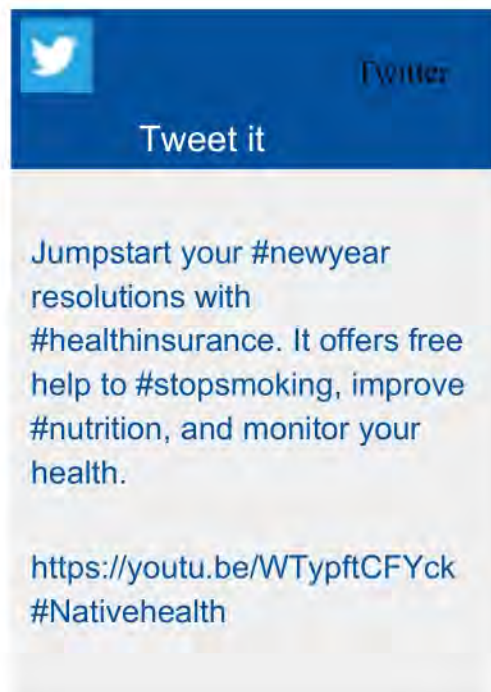 Twitter
Tweet it
Jumpstart your #newyear
resolutions with
#healthinsurance. It offers free
help to #stopsmoking, improve
#nutrition, and monitor your
health.
https://youtu.be/WTypftCFYck
#Nativehealth